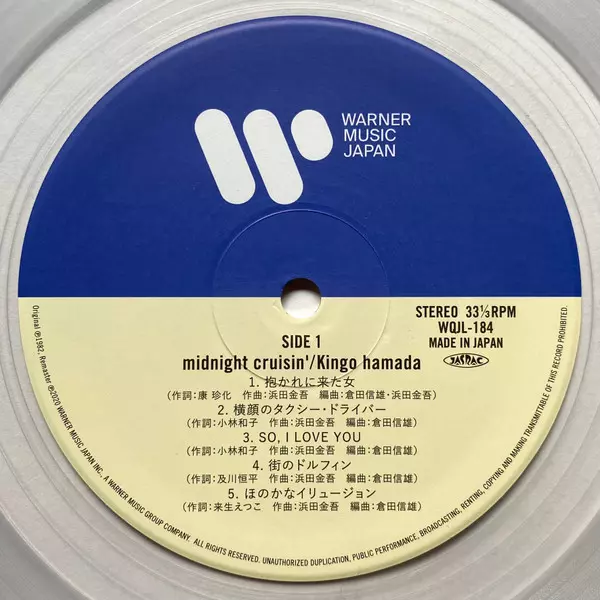 WARNER
MUSIC
JAPAN
STEREO 33⅓RPM
WQJL-184
MADE IN JAPAN
JASRAC
SIDE 1
midnight cruisin'/Kingo hamada
1. 抱かれに来た女
(作詞：康 珍化 作曲：浜田金吾 編曲：倉田信雄・浜田金吾)
2. 横顔のタクシー・ドライバー
(作詞：小林和子 作曲：浜田金吾 編曲：倉田信雄)
3. SO, I LOVE YOU
(作詞：小林和子 作曲：浜田金吾 編曲：倉田信雄)
4. 街のドルフィン
(作詞：及川恒平 作曲：浜田金吾 編曲：倉田信雄)
5. ほのかなイリュージョン
(作詞：来生えつこ 作曲：浜田金吾 編曲：倉田信雄)
Original ℗1982, Remaster ℗2020 WARNER MUSIC JAPAN INC., A WARNER MUSIC GROUP COMPANY. ALL RIGHTS RESERVED. UNAUTHORIZED DUPLICATION, PUBLIC PERFORMANCE, BROADCASTING, RENTING, COPYING AND MAKING TRANSMITTABLE OF THIS RECORD PROHIBITED.